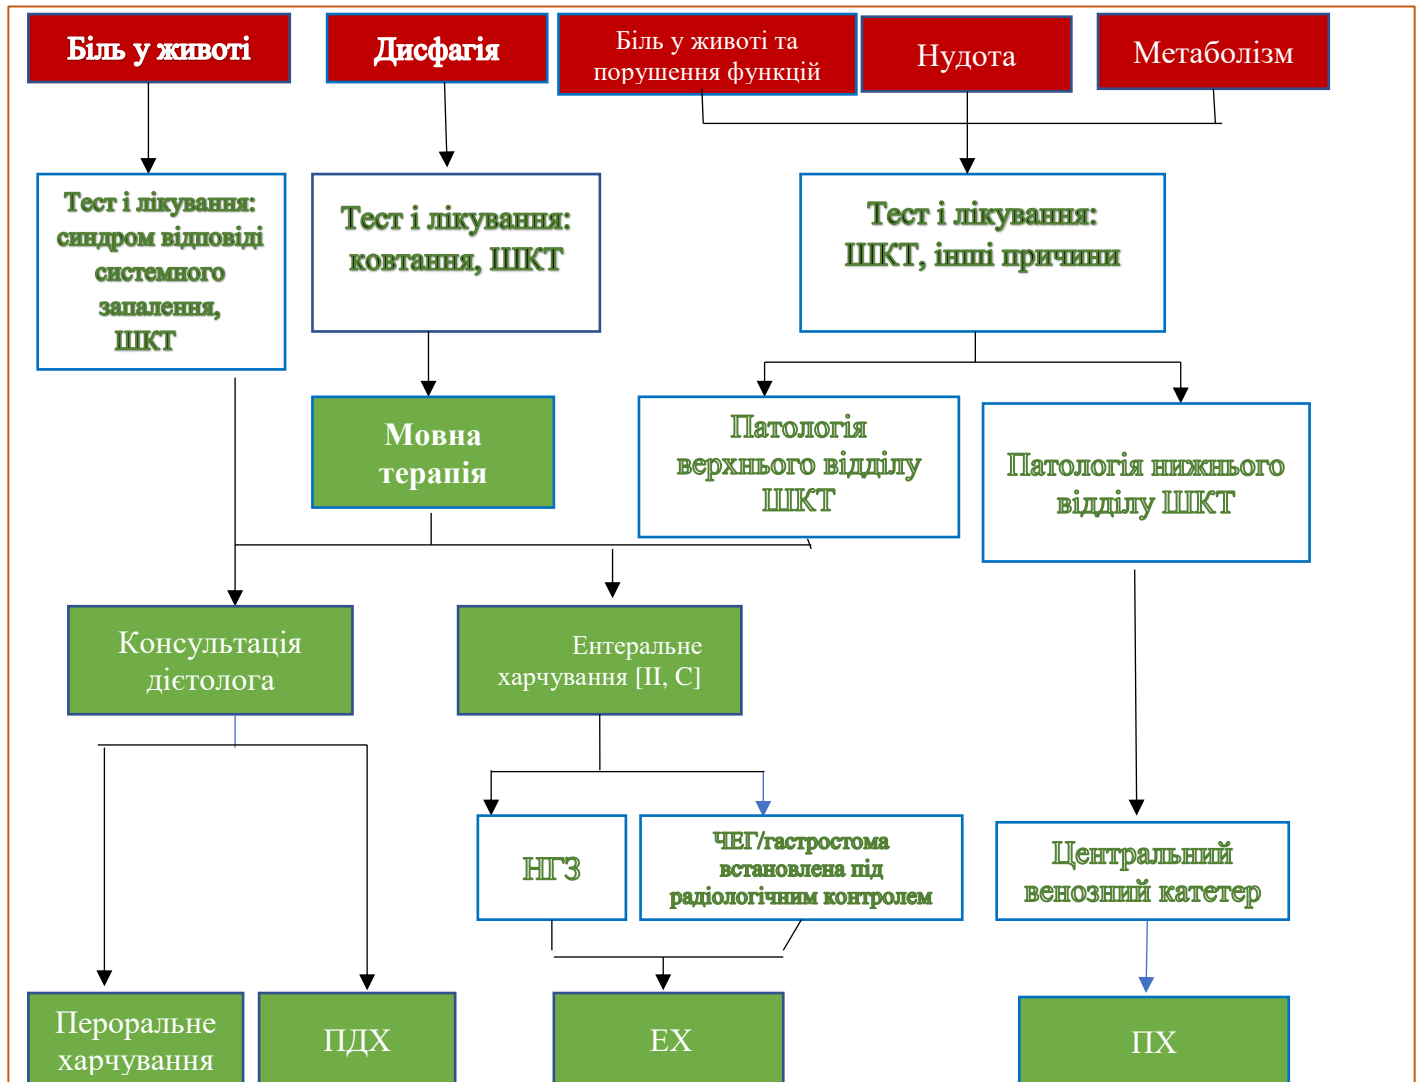 Біль у животі
Дисфагія
Біль у животі та
порушення функцій
Нудота
Метаболізм
Тест і лікування:
синдром відповіді
системного
запалення,
ШКТ
Тест і лікування:
ковтання, ШКТ
Тест і лікування:
ШКТ, інші причини
Мовна
терапія
Патологія
верхнього відділу
ШКТ
Патологія нижнього
відділу ШКТ
Консультація
дієтолога
Ентеральне
харчування [II, C]
НГЗ
ЧЕГ/гастростома
встановлена під
радіологічним контролем
Центральний
венозний катетер
Пероральне
харчування
ПДХ
ЕХ
ПХ